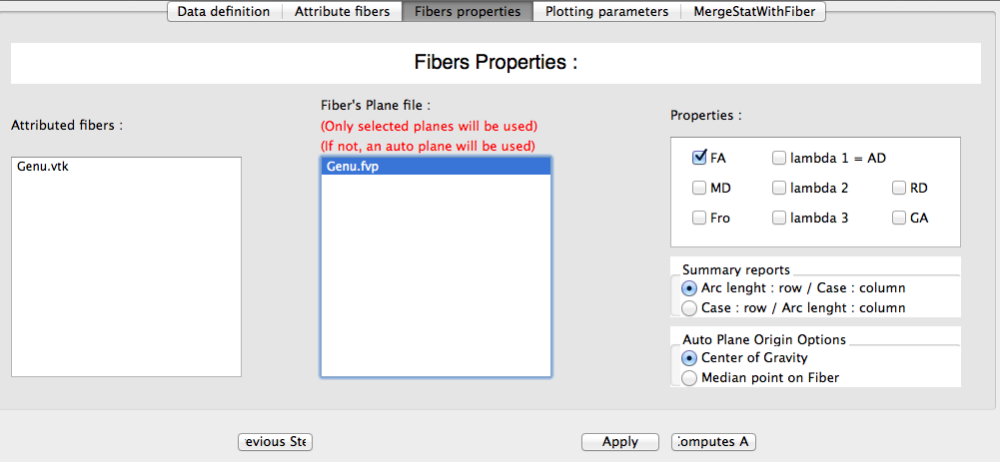 Data definition Attribute fibers Fibers properties Plotting parameters MergeStatWithFiber
Fibers Properties :
Attributed fibers :
Genu.vtk
Fiber's Plane file :
(Only selected planes will be used)
(If not, an auto plane will be used)
Genu.fvp
Properties :
FA lambda 1 = AD
MD lambda 2 RD
Fro lambda 3 GA
Summary reports
Arc lenght : row / Case : column
Case : row / Arc lenght : column
Auto Plane Origin Options
Center of Gravity
Median point on Fiber
evious Ste Apply Computes A